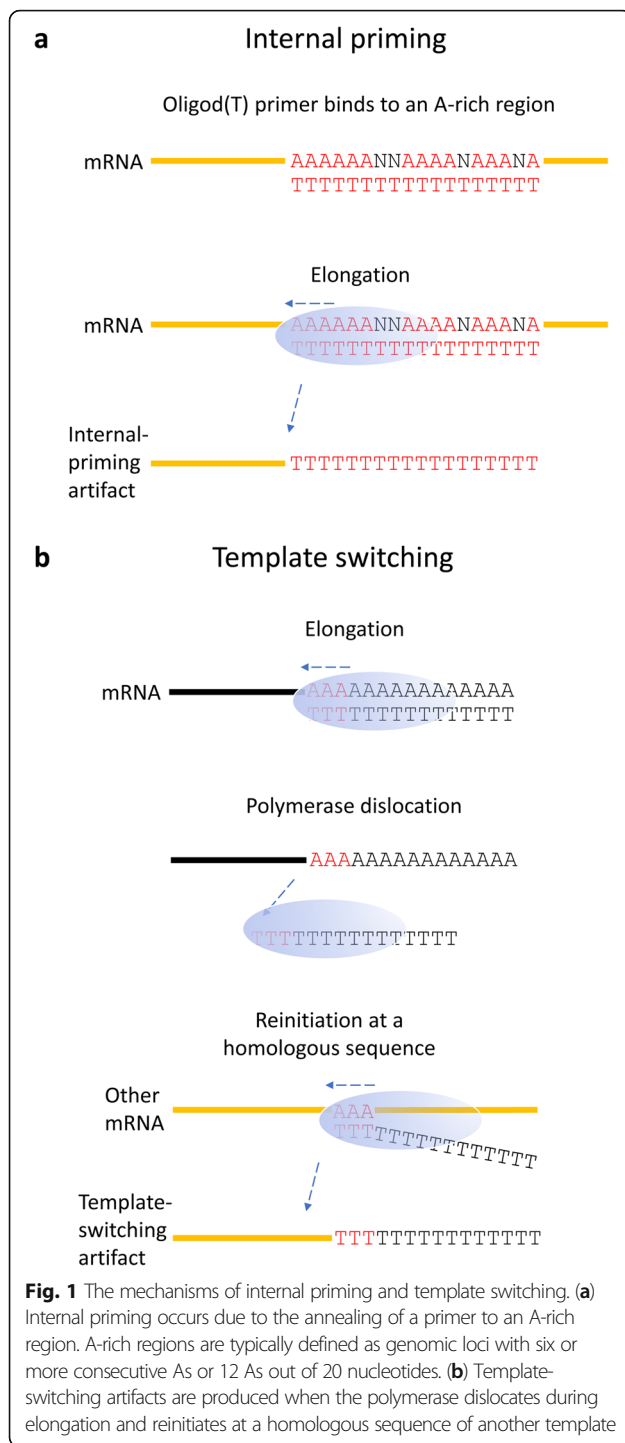 a
Internal priming
Oligod(T) primer binds to an A-rich region
mRNA
AAAAAANNAAAANAAANA
TTTTTTTTTTTTTTTTTT
Elongation
mRNA
AAAAAANNAAAANAAANA
TTTTTTTTTTTTTTTTTT
Internal-
priming
artifact
TTTTTTTTTTTTTTTTTT
b
Template switching
Elongation
mRNA
AAAAAAAAAAAAAAA
TTTTTTTTTTTTTTT
Polymerase dislocation
AAAAAAAAAAAAAAA
TTTTTTTTTTTTTTT
Reinitiation at a
homologous sequence
Other
mRNA
AAA
TTTTTTTTTTTTTTT
Template-
switching
artifact
TTTTTTTTTTTTTTT
Fig. 1 The mechanisms of internal priming and template switching. (a)
Internal priming occurs due to the annealing of a primer to an A-rich
region. A-rich regions are typically defined as genomic loci with six or
more consecutive As or 12 As out of 20 nucleotides. (b) Template-
switching artifacts are produced when the polymerase dislocates during
elongation and reinitiates at a homologous sequence of another template